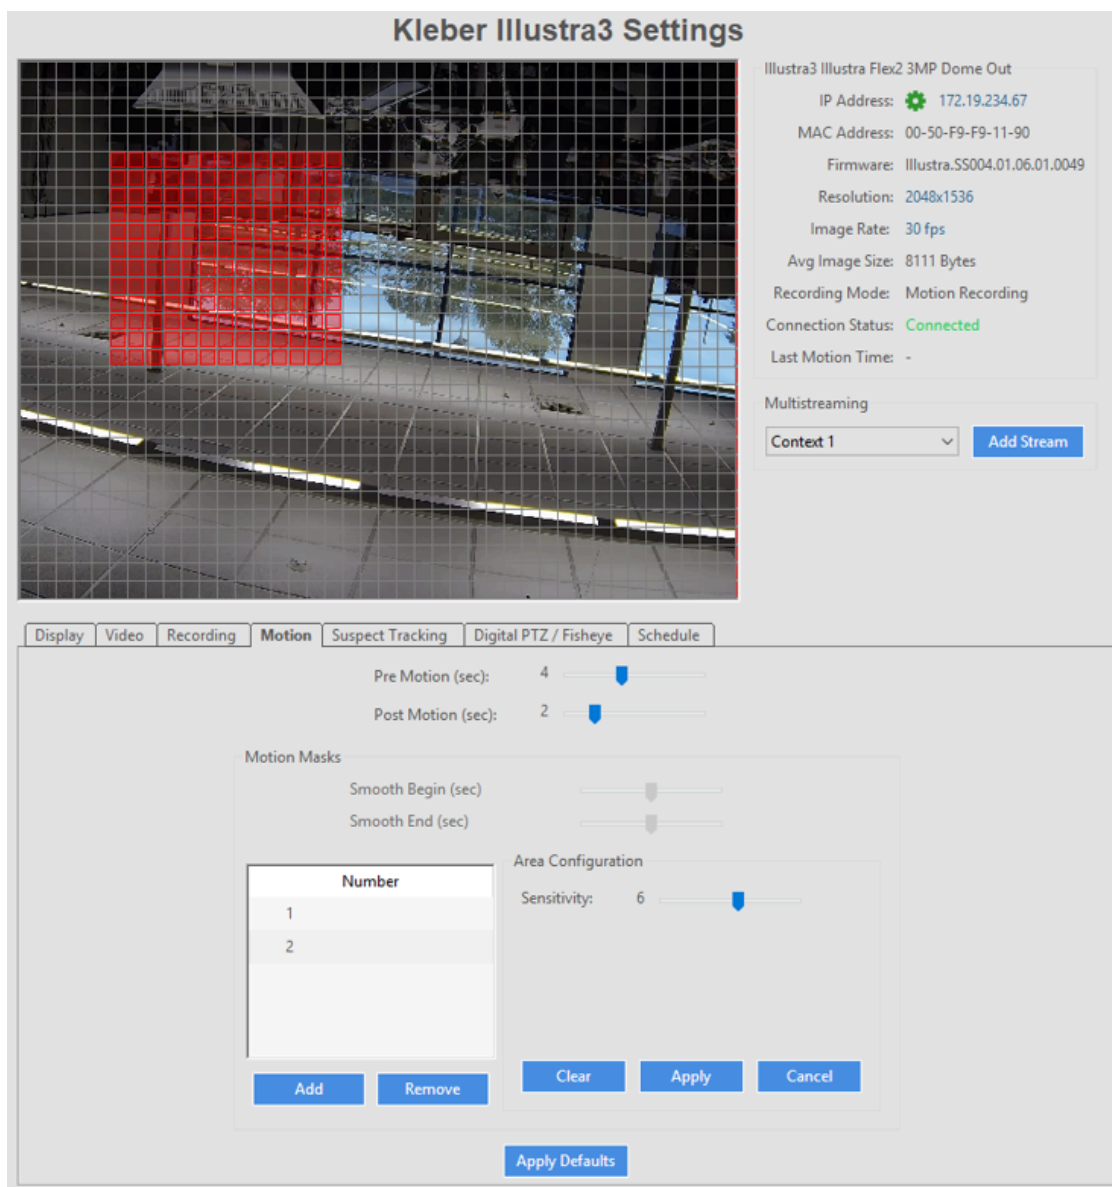 Kleber Illustra3 Settings
Illustra3 Illustra Flex2 3MP Dome Out
IP Address: 172.19.234.67
MAC Address: 00-50-F9-F9-11-90
Firmware: Illustra.SS004.01.06.01.0049
Resolution: 2048x1536
Image Rate: 30 fps
Avg Image Size: 8111 Bytes
Recording Mode: Motion Recording
Connection Status: Connected
Last Motion Time: -
Multistreaming
Context 1 Add Stream
Display Video Recording Motion Suspect Tracking Digital PTZ / Fisheye Schedule
Pre Motion (sec): 4
Post Motion (sec): 2
Motion Masks
Smooth Begin (sec)
Smooth End (sec)
Number
1
2
Add Remove
Area Configuration
Sensitivity: 6
Clear Apply Cancel
Apply Defaults